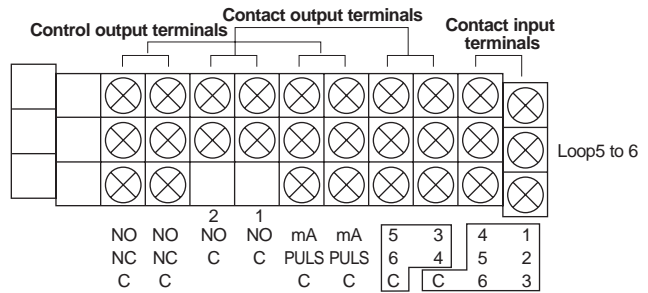 Contact output terminals
Control output terminals
Contact input
terminals
Loop5 to 6
2 1
NO NO NO NO mA mA 5 3 4 1
NC NC C C PULS PULS 6 4 5 2
C C C C C C 6 3